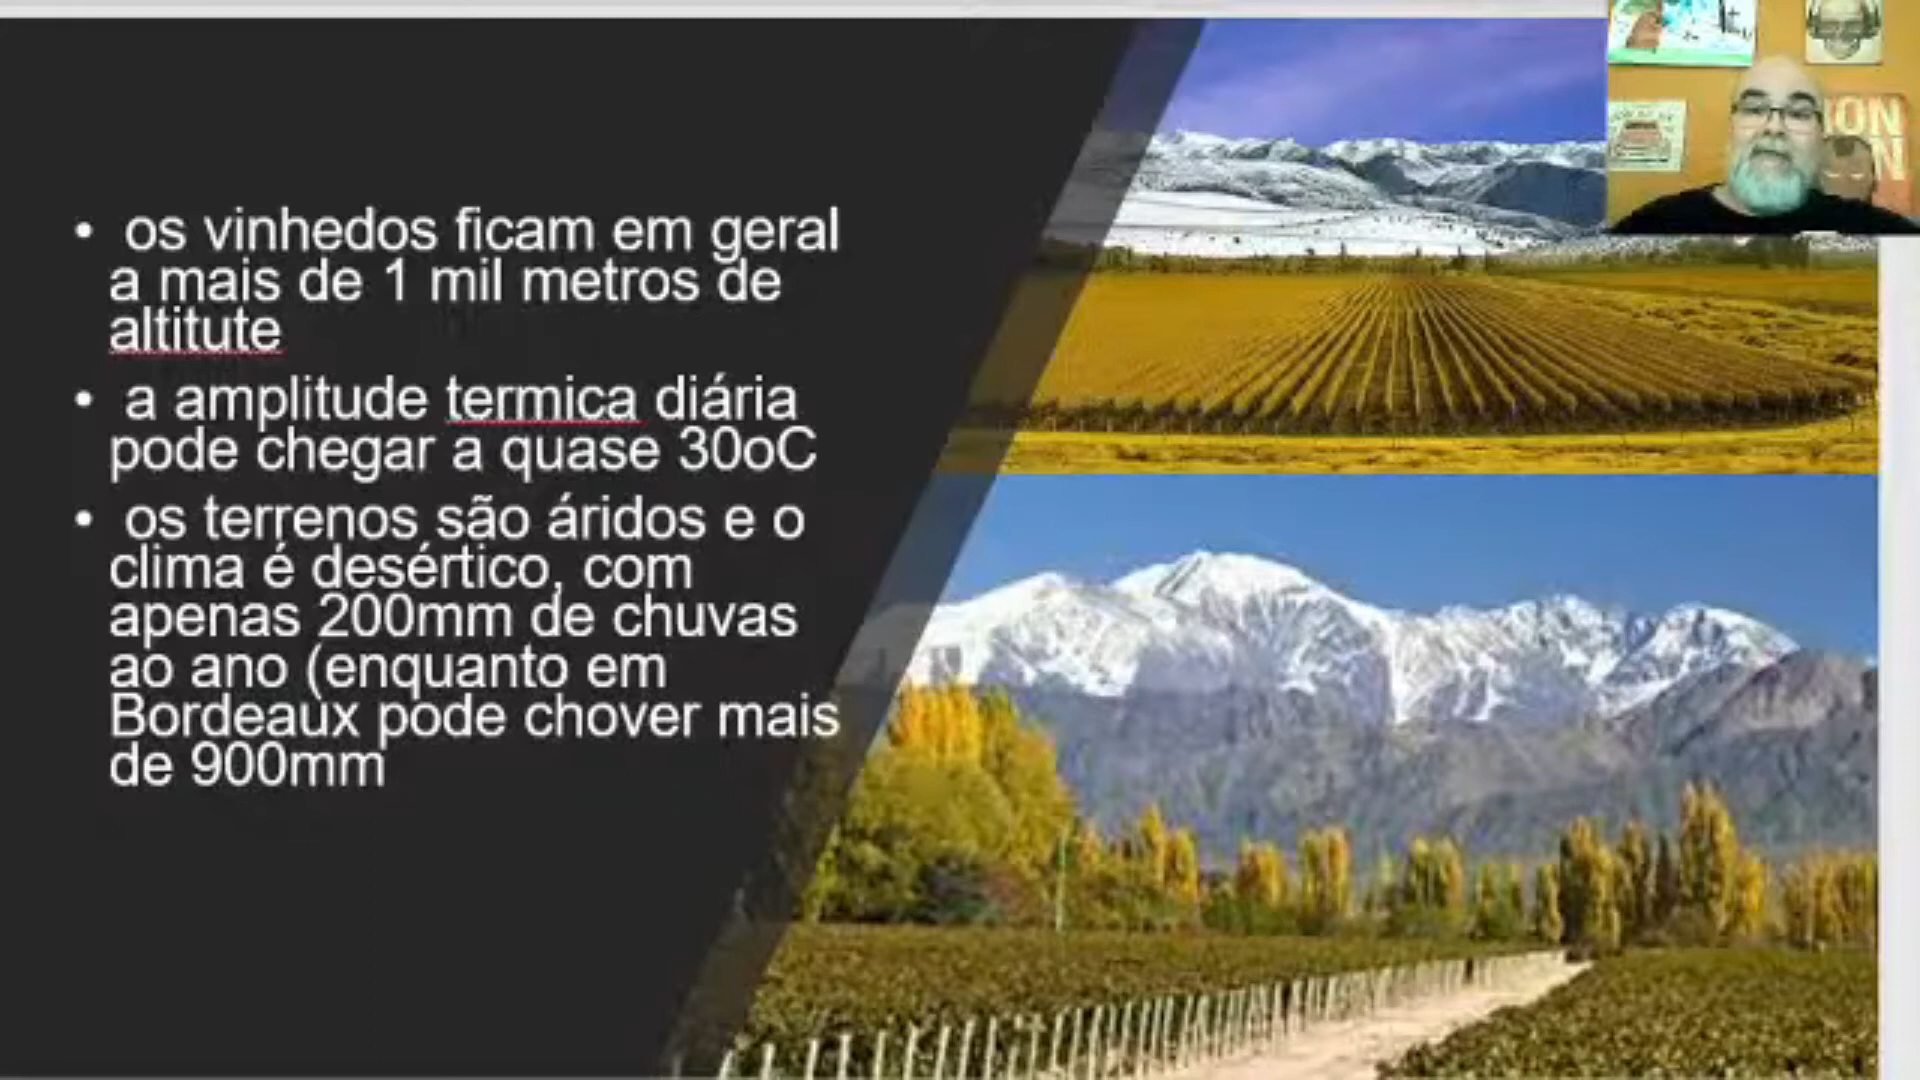 • os vinhedos ficam em geral
a mais de 1 mil metros de
altitute
• a amplitude termica diária
pode chegar a quase 30oC
• os terrenos são áridos e o
clima é desértico, com
apenas 200mm de chuvas
ao ano (enquanto em
Bordeaux pode chover mais
de 900mm
ION